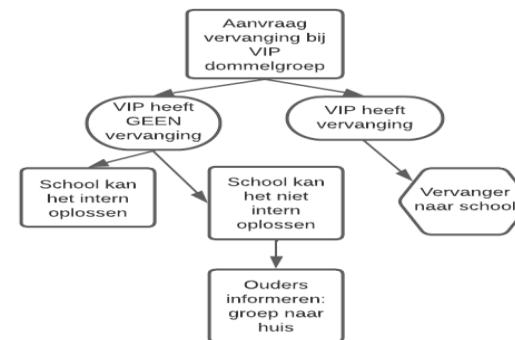 Aanvraag
vervanging bij
VIP
dommelgroep
VIP heeft
GEEN
vervanging
VIP heeft
vervanging
School kan
het intern
oplossen
School kan
het niet
intern
oplossen
Vervanger
naar school
Ouders
informeren:
groep naar
huis